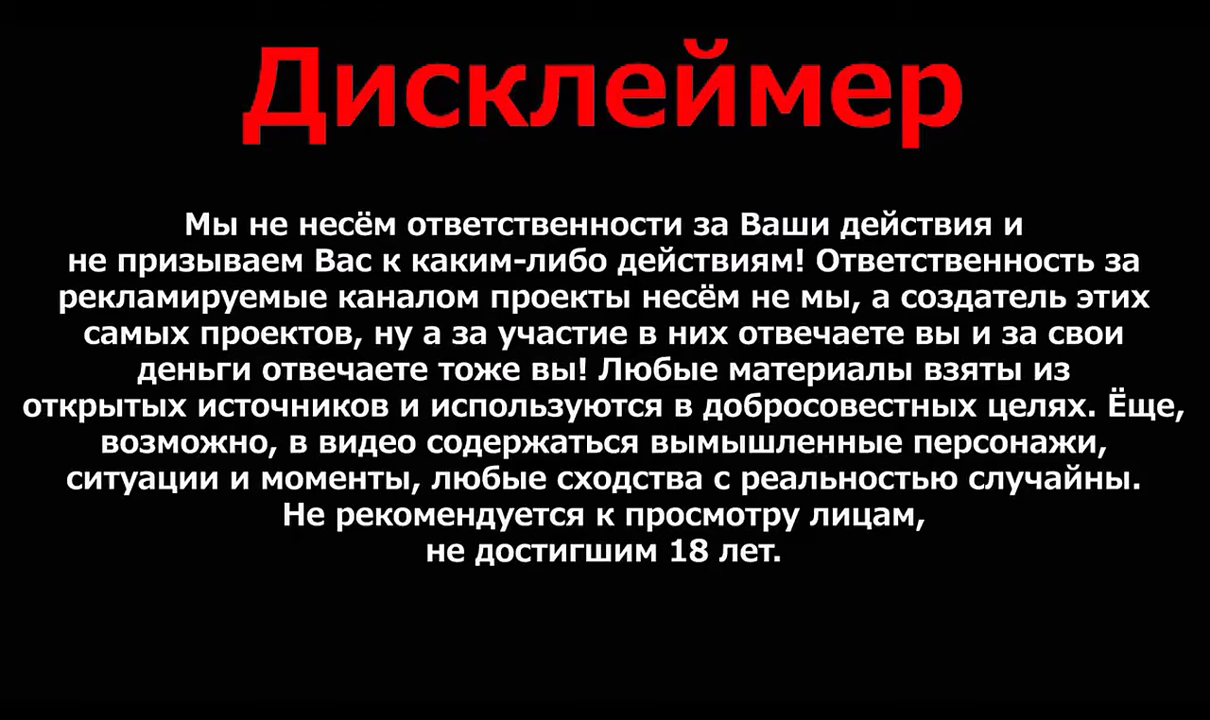 Дисклеймер
Мы не несём ответственности за Ваши действия и
не призываем Вас к каким-либо действиям! Ответственность за
рекламируемые каналом проекты несём не мы, а создатель этих
самых проектов, ну а за участие в них отвечаете вы и за свои
деньги отвечаете тоже вы! Любые материалы взяты из
открытых источников и используются в добросовестных целях. Ёще,
возможно, в видео содержаться вымышленные персонажи,
ситуации и моменты, любые сходства с реальностью случайны.
Не рекомендуется к просмотру лицам,
не достигшим 18 лет.